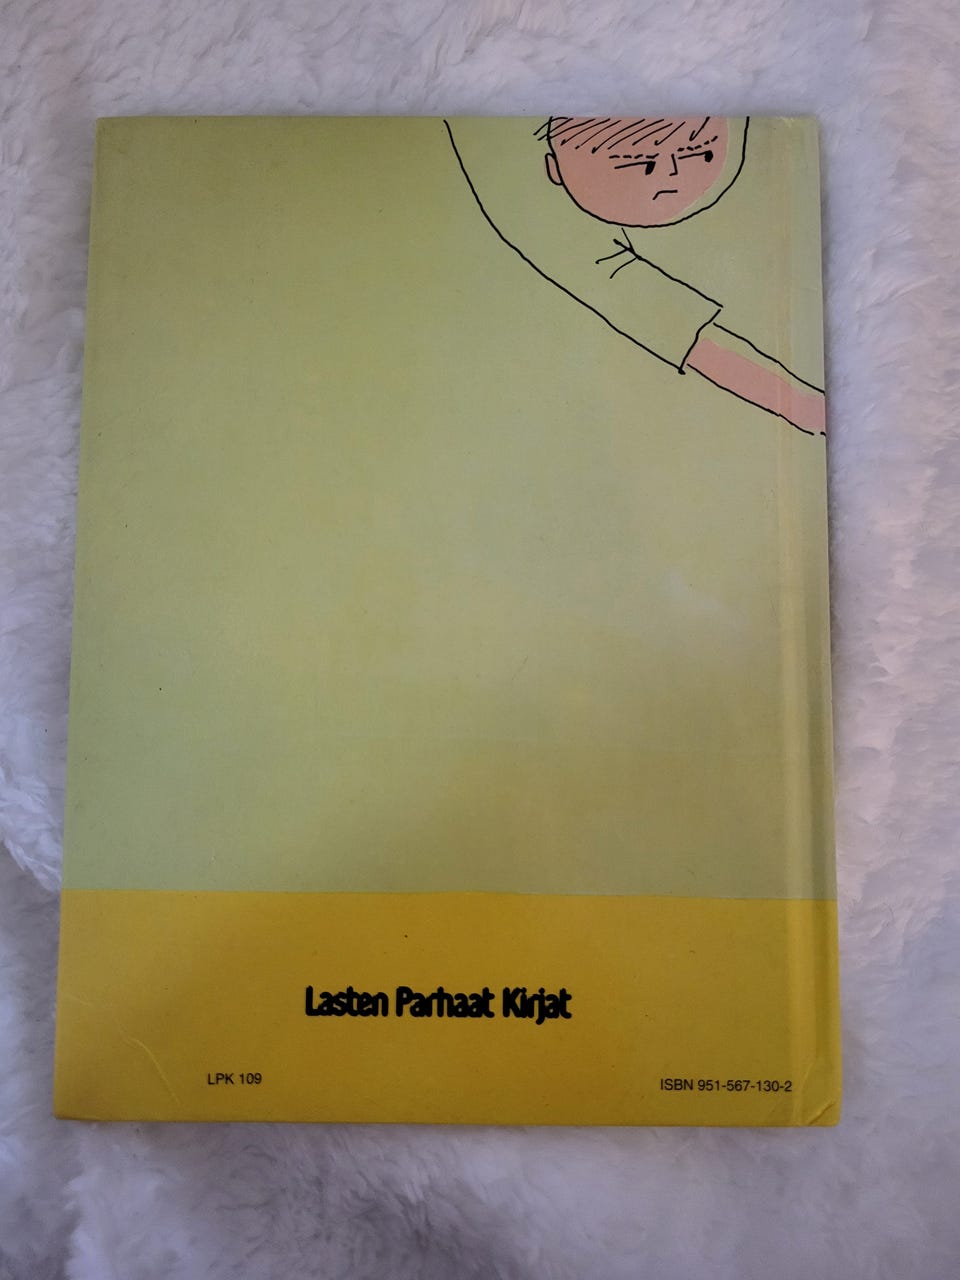 Lasten Parhaat Kirjat
LPK 109
ISBN 951-567-130-2